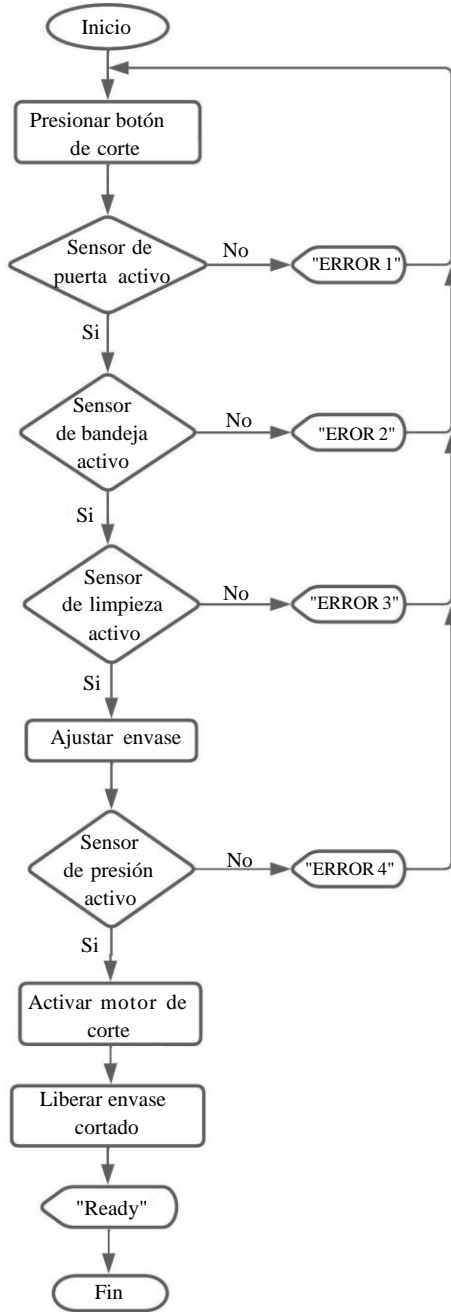 Inicio
Presionar botón
de corte
Sensor de
puerta activo
No
"ERROR 1"
Si
Sensor
de bandeja
activo
No
"EROR 2"
Si
Sensor
de limpieza
activo
No
"ERROR 3"
Si
Ajustar envase
Sensor
de presión
activo
No
"ERROR 4"
Si
Activar motor de
corte
Liberar envase
cortado
"Ready"
Fin